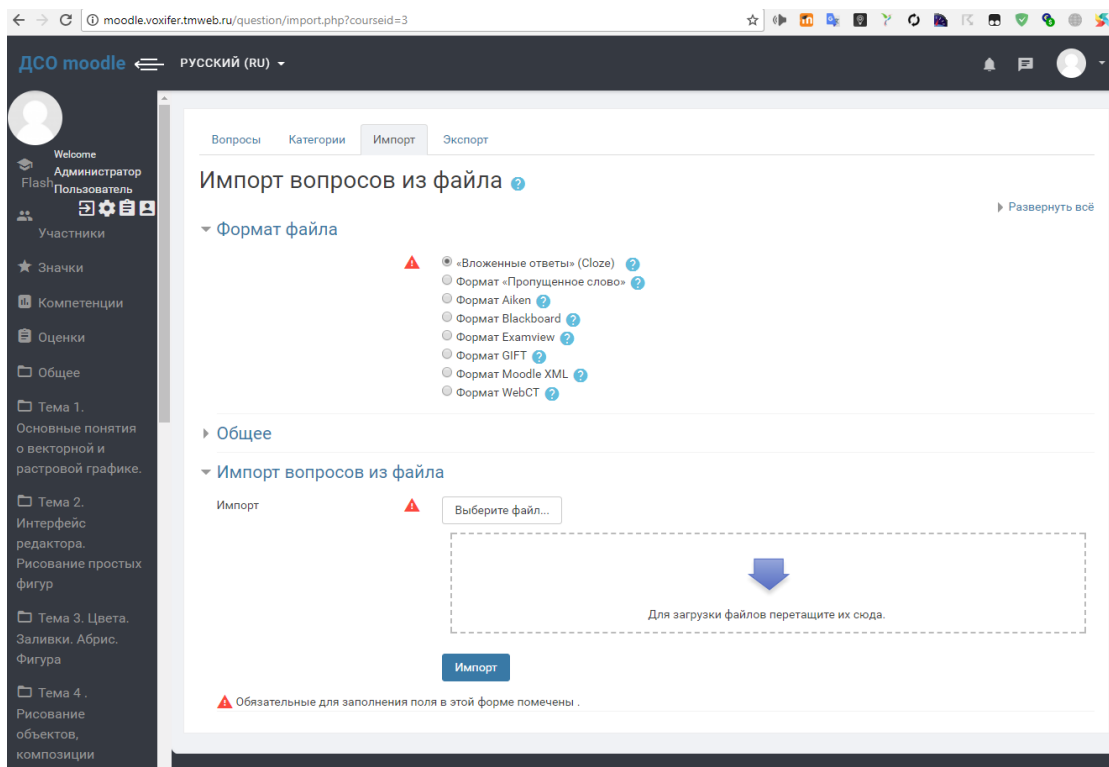 moodle.voxifer.tmweb.ru/question/import.php?courseid=3
ДСО moodle
РУССКИЙ (RU)
Welcome
Администратор
Пользователь
Flash
Участники
Значки
Компетенции
Оценки
Общее
Тема 1.
Основные понятия
о векторной и
растровой графике.
Тема 2.
Интерфейс
редактора.
Рисование простых
фигур
Тема 3. Цвета.
Заливки. Абрис.
Фигура
Тема 4 .
Рисование
объектов,
композиции
Вопросы Категории Импорт Экспорт
Импорт вопросов из файла
Развернуть всё
Формат файла
«Вложенные ответы» (Cloze)
Формат «Пропущенное слово»
Формат Aiken
Формат Blackboard
Формат Examview
Формат GIFT
Формат Moodle XML
Формат WebCT
Общее
Импорт вопросов из файла
Импорт
Выберите файл...
Для загрузки файлов перетащите их сюда.
Импорт
Обязательные для заполнения поля в этой форме помечены .